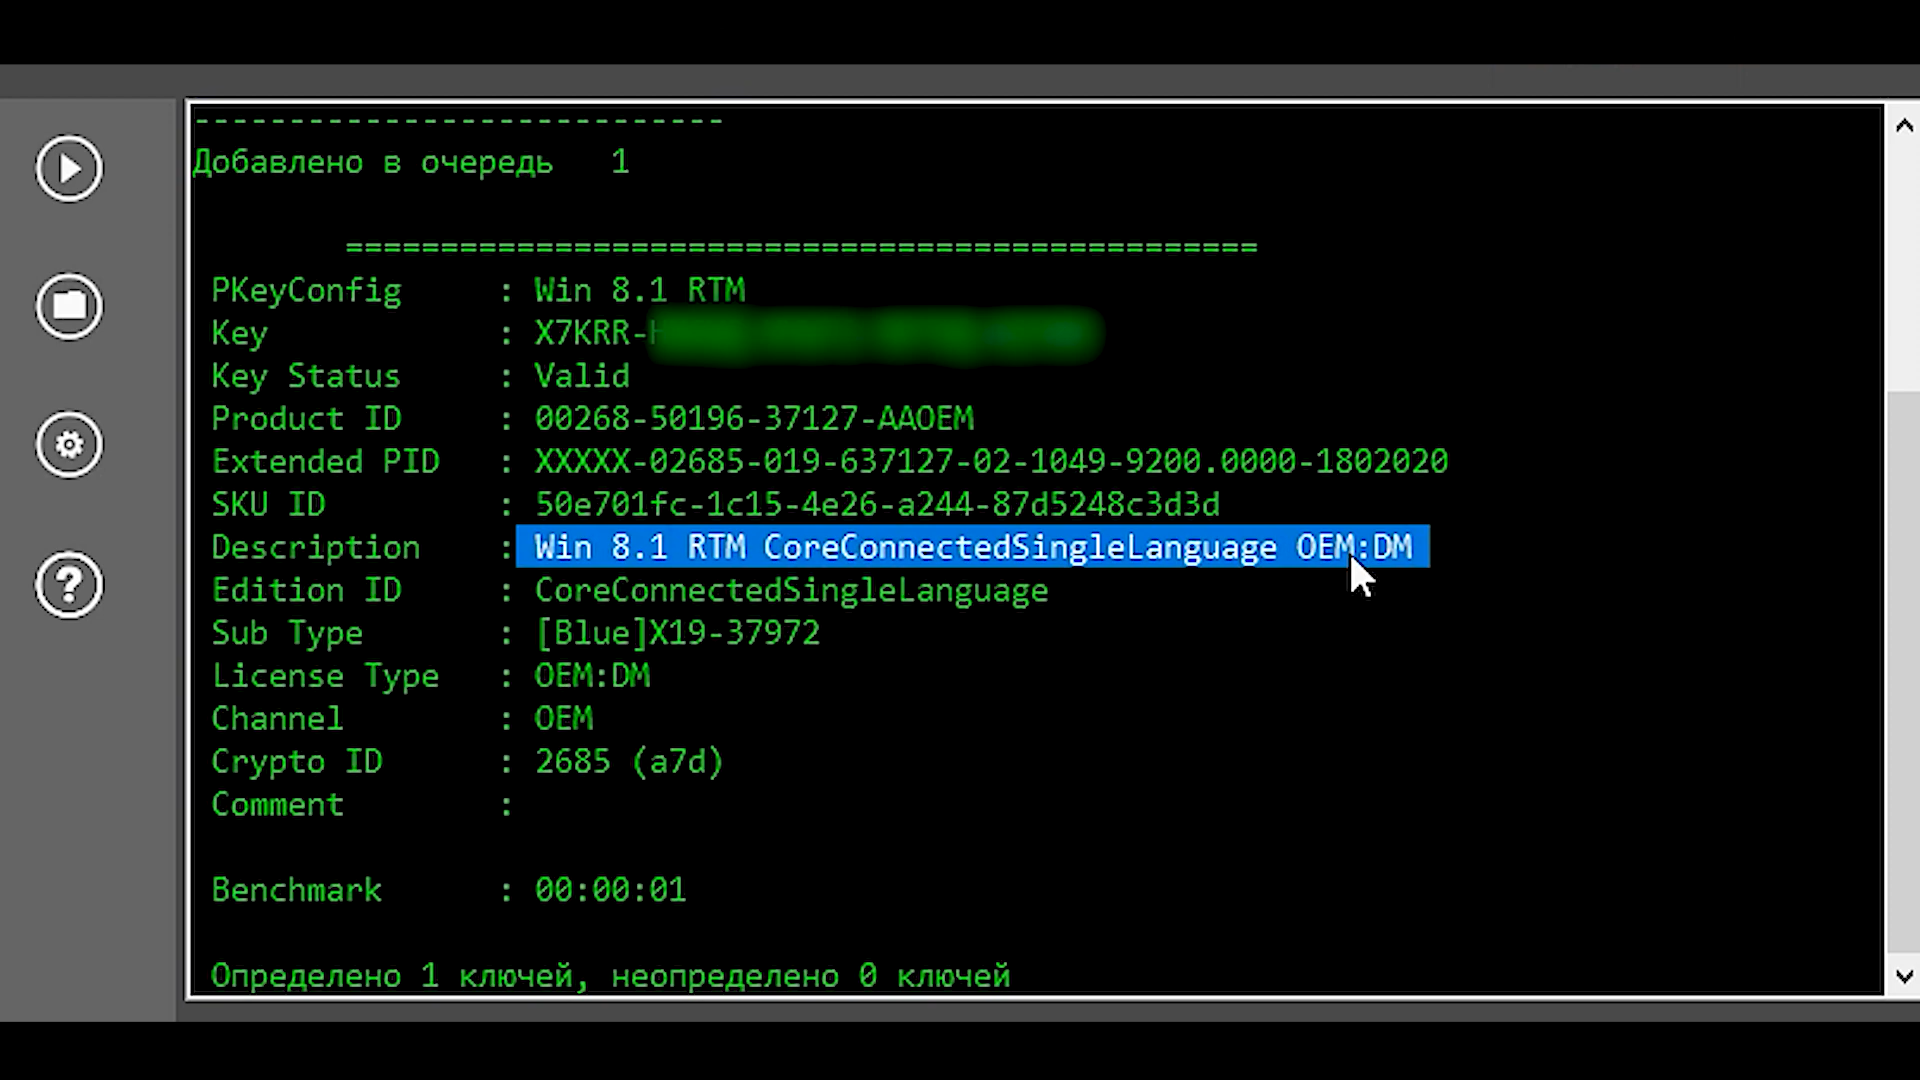 ---------------------------
Добавлено в очередь 1
================================================
PKeyConfig : Win 8.1 RTM
Key : X7KRR-
Key Status : Valid
Product ID : 00268-50196-37127-AAOEM
Extended PID : XXXXX-02685-019-637127-02-1049-9200.0000-1802020
SKU ID : 50e701fc-1c15-4e26-a244-87d5248c3d3d
Description : Win 8.1 RTM CoreConnectedSingleLanguage OEM:DM
Edition ID : CoreConnectedSingleLanguage
Sub Type : [Blue]X19-37972
License Type : OEM:DM
Channel : OEM
Crypto ID : 2685 (a7d)
Comment :
Benchmark : 00:00:01
Определено 1 ключей, неопределено 0 ключей